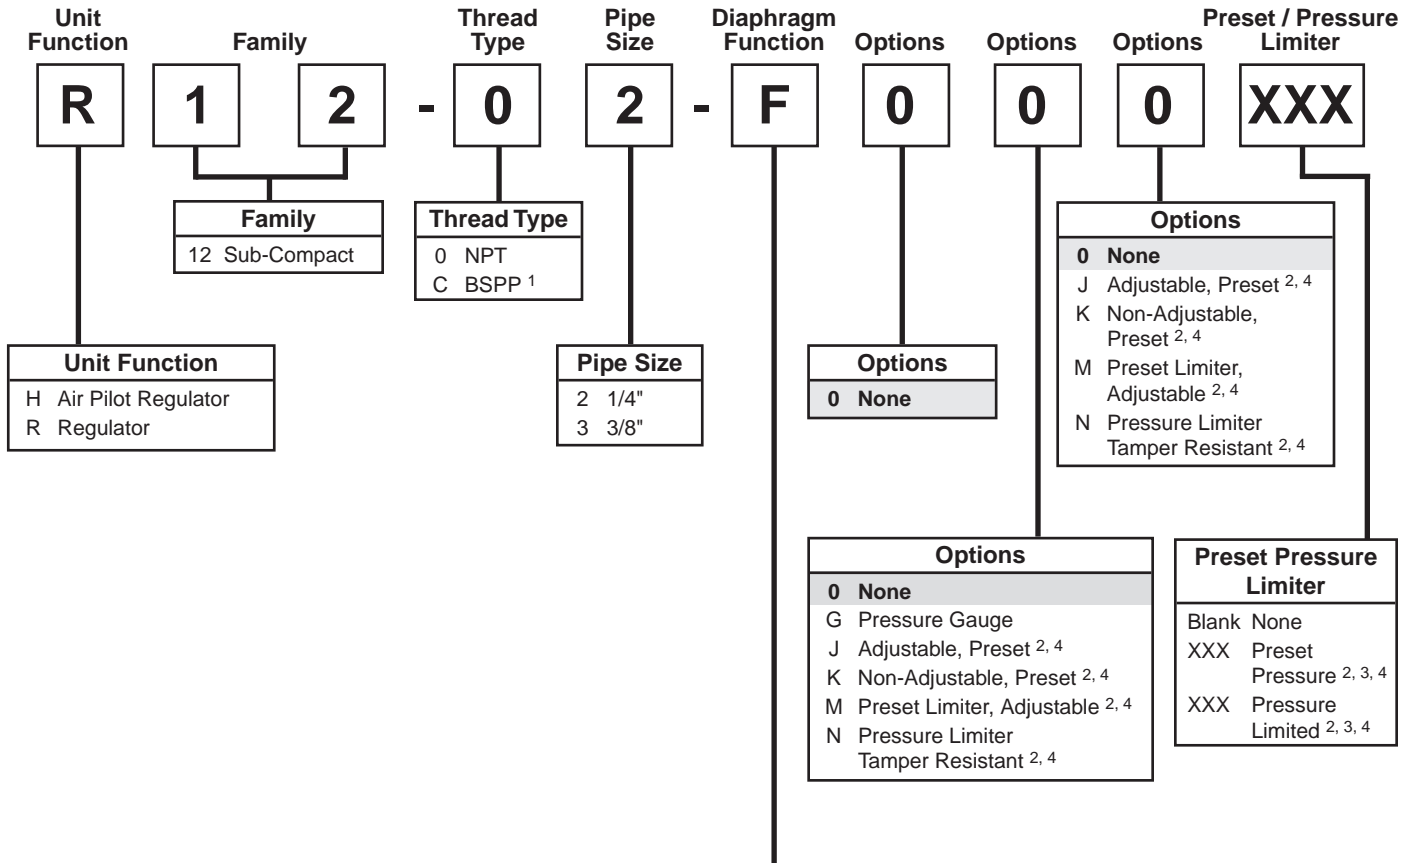 Unit
Function
Family
Thread
Type
Pipe
Size
Diaphragm
Function
Options
Options
Options
Preset / Pressure
Limiter
R 1 2 - 0 2 - F 0 0 0 XXX
Family
12 Sub-Compact
Thread Type
0 NPT
C BSPP 1
Options
0 None
J Adjustable, Preset 2, 4
K Non-Adjustable,
Preset 2, 4
M Preset Limiter,
Adjustable 2, 4
N Pressure Limiter
Tamper Resistant 2, 4
Unit Function
H Air Pilot Regulator
R Regulator
Pipe Size
2 1/4"
3 3/8"
Options
0 None
Options
0 None
G Pressure Gauge
J Adjustable, Preset 2, 4
K Non-Adjustable, Preset 2, 4
M Preset Limiter, Adjustable 2, 4
N Pressure Limiter
Tamper Resistant 2, 4
Preset Pressure
Limiter
Blank None
XXX Preset
Pressure 2, 3, 4
XXX Pressure
Limited 2, 3, 4